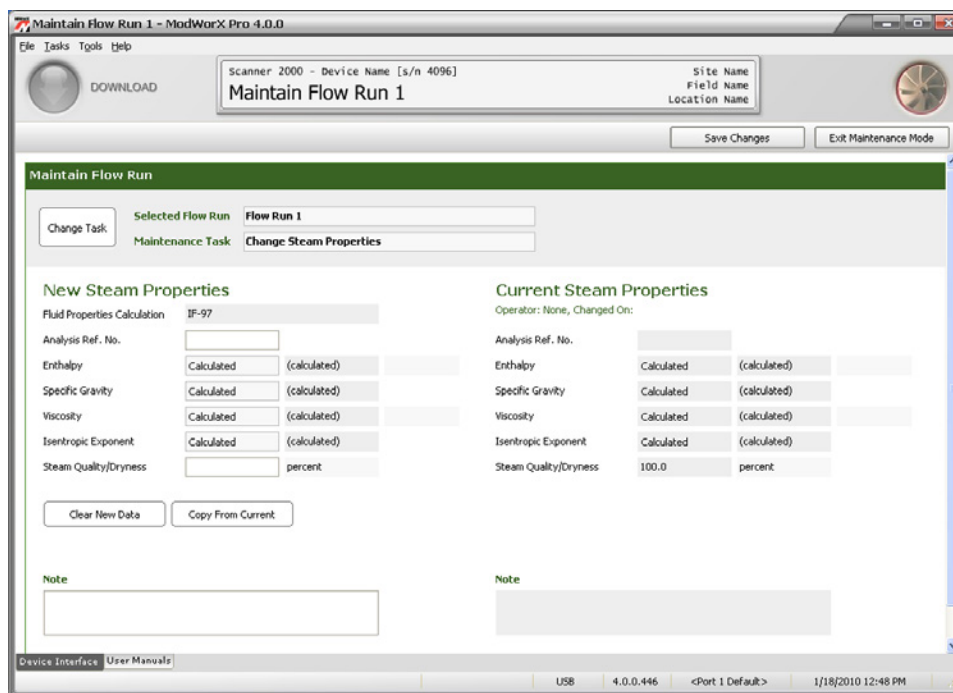 Maintain Flow Run 1 - ModWorX Pro 4.0.0
File Tasks Tools Help
DOWNLOAD
Scanner 2000 - Device Name [s/n 4096]
Maintain Flow Run 1
Site Name
Field Name
Location Name
Save Changes
Exit Maintenance Mode
Maintain Flow Run
Change Task
Selected Flow Run Flow Run 1
Maintenance Task Change Steam Properties
New Steam Properties
Fluid Properties Calculation IF-97
Analysis Ref. No.
Enthalpy Calculated (calculated)
Specific Gravity Calculated (calculated)
Viscosity Calculated (calculated)
Isentropic Exponent Calculated (calculated)
Steam Quality/Dryness percent
Clear New Data Copy From Current
Note
Current Steam Properties
Operator: None, Changed On:
Analysis Ref. No.
Enthalpy Calculated (calculated)
Specific Gravity Calculated (calculated)
Viscosity Calculated (calculated)
Isentropic Exponent Calculated (calculated)
Steam Quality/Dryness 100.0 percent
Note
Device Interface User Manuals
USB 4.0.0.446 <Port 1 Default> 1/18/2010 12:48 PM